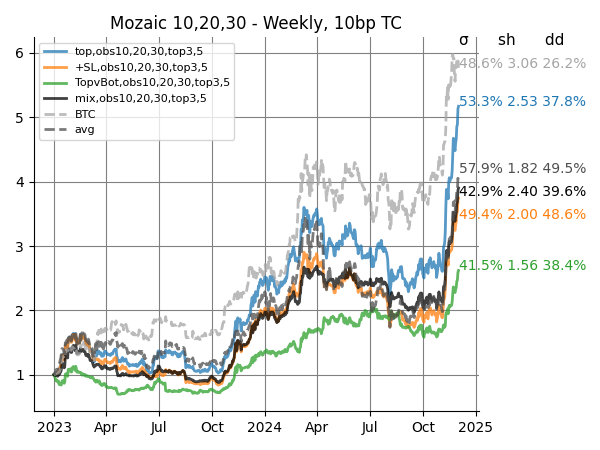 Mozaic 10,20,30 - Weekly, 10bp TC
σ sh dd
top,obs10,20,30,top3,5
+SL,obs10,20,30,top3,5
TopvBot,obs10,20,30,top3,5
mix,obs10,20,30,top3,5
BTC
avg
48.6% 3.06 26.2%
53.3% 2.53 37.8%
57.9% 1.82 49.5%
42.9% 2.40 39.6%
49.4% 2.00 48.6%
41.5% 1.56 38.4%
6
5
4
3
2
1
2023 Apr Jul Oct 2024 Apr Jul Oct 2025